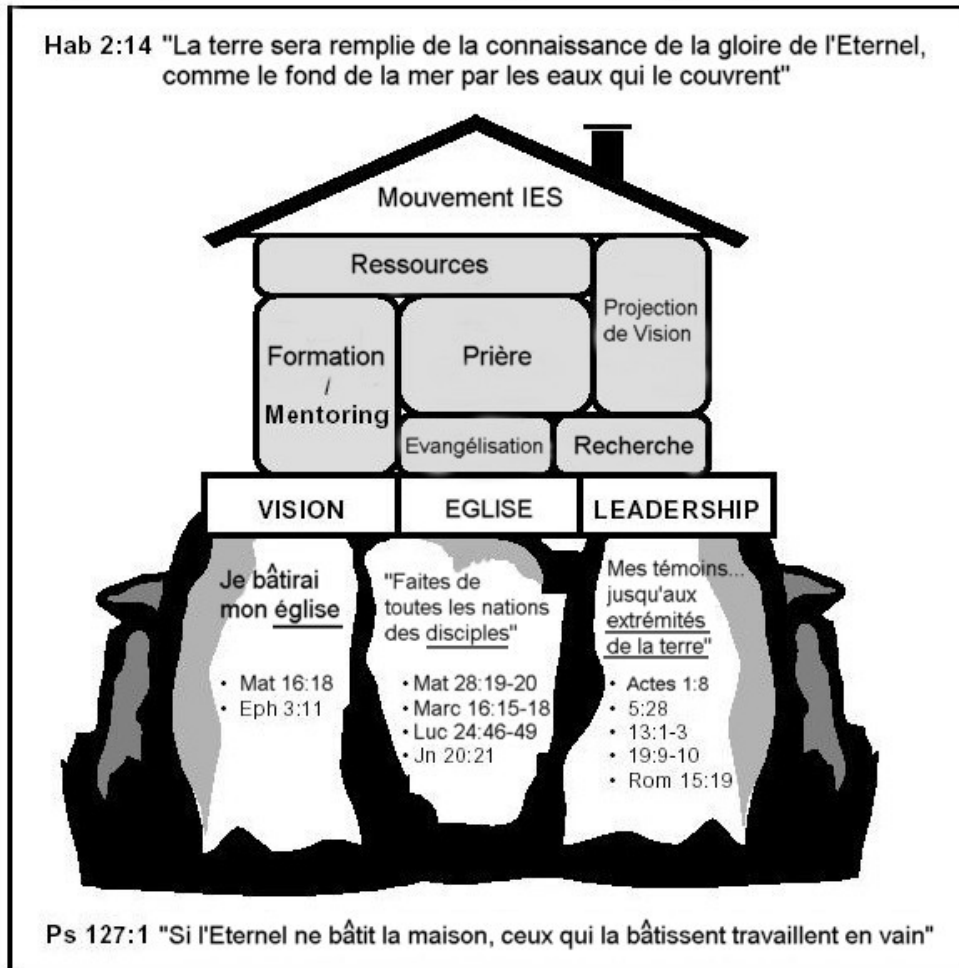 Hab 2:14 "La terre sera remplie de la connaissance de la gloire de l'Eternel,
comme le fond de la mer par les eaux qui le couvrent"
Mouvement IES
Ressources
Projection
de Vision
Formation
/
Mentoring
Prière
Evangélisation
Recherche
VISION
EGLISE
LEADERSHIP
Je bâtirai
mon église
• Mat 16:18
• Eph 3:11
"Faites de
toutes les nations
des disciples"
• Mat 28:19-20
• Marc 16:15-18
• Luc 24:46-49
• Jn 20:21
Mes témoins...
jusqu'aux
extrémités
de la terre"
• Actes 1:8
• 5:28
• 13:1-3
• 19:9-10
• Rom 15:19
Ps 127:1 "Si l'Eternel ne bâtit la maison, ceux qui la bâtissent travaillent en vain"